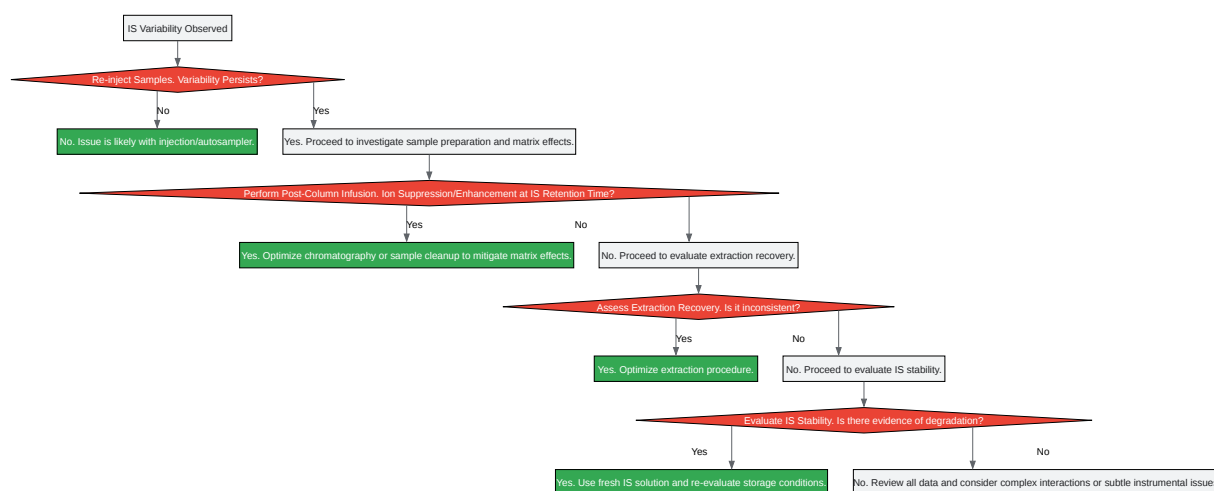 IS Variability Observed
Re-inject Samples. Variability Persists?
No
Yes
No. Issue is likely with injection/autosampler.
Yes. Proceed to investigate sample preparation and matrix effects.
Perform Post-Column Infusion. Ion Suppression/Enhancement at IS Retention Time?
Yes
No
Yes. Optimize chromatography or sample cleanup to mitigate matrix effects.
No. Proceed to evaluate extraction recovery.
Assess Extraction Recovery. Is it inconsistent?
Yes
No
Yes. Optimize extraction procedure.
No. Proceed to evaluate IS stability.
Evaluate IS Stability. Is there evidence of degradation?
Yes
No
Yes. Use fresh IS solution and re-evaluate storage conditions.
No. Review all data and consider complex interactions or subtle instrumental issue